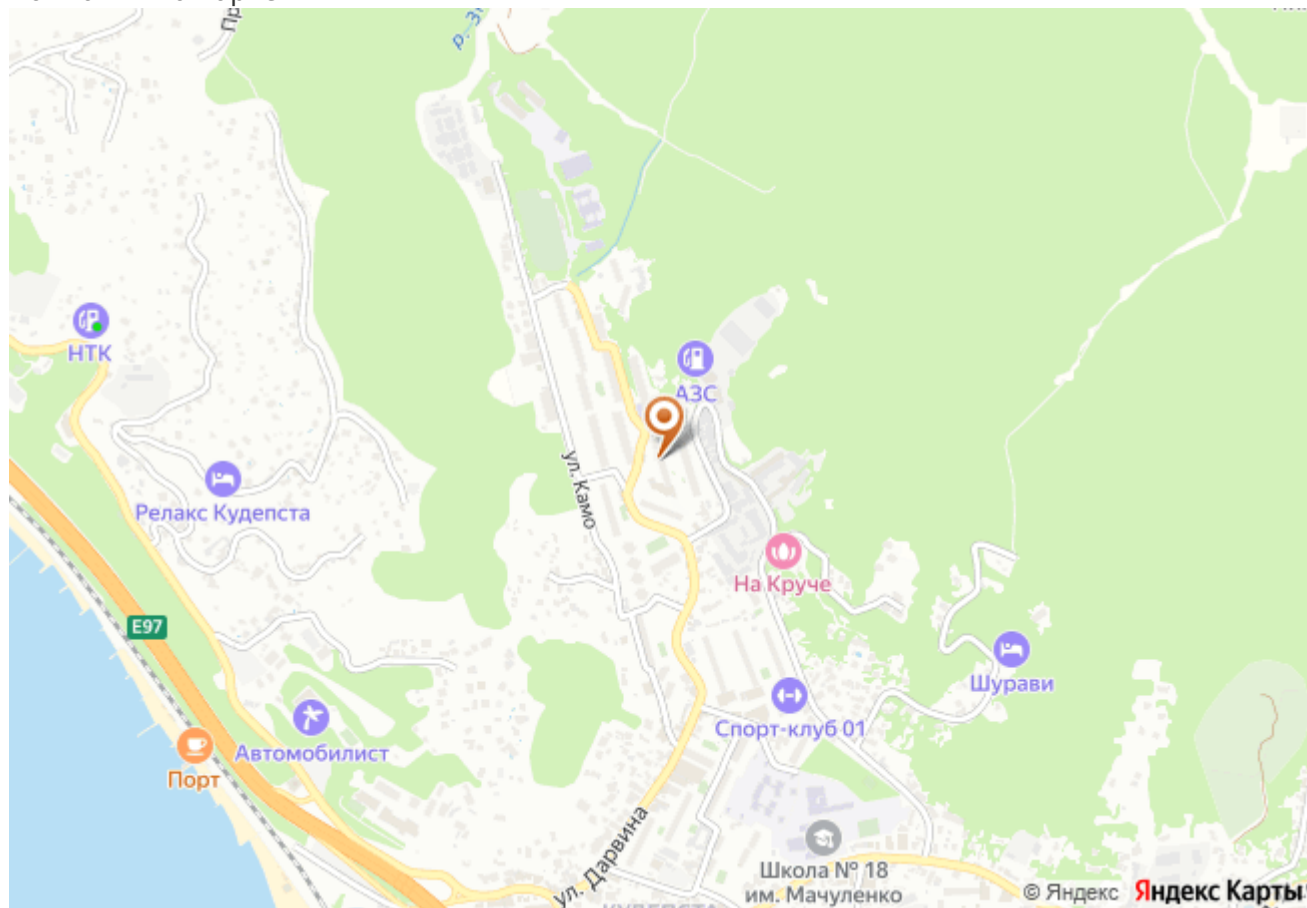 НТК
АЗС
ул. Камо
Релакс Кудепста
На Круче
E97
Шурави
Спорт-клуб 01
Автомобилист
Порт
ул. Дарвина
Школа № 18
им. Мачуленко
© Яндекс Яндекс Карты